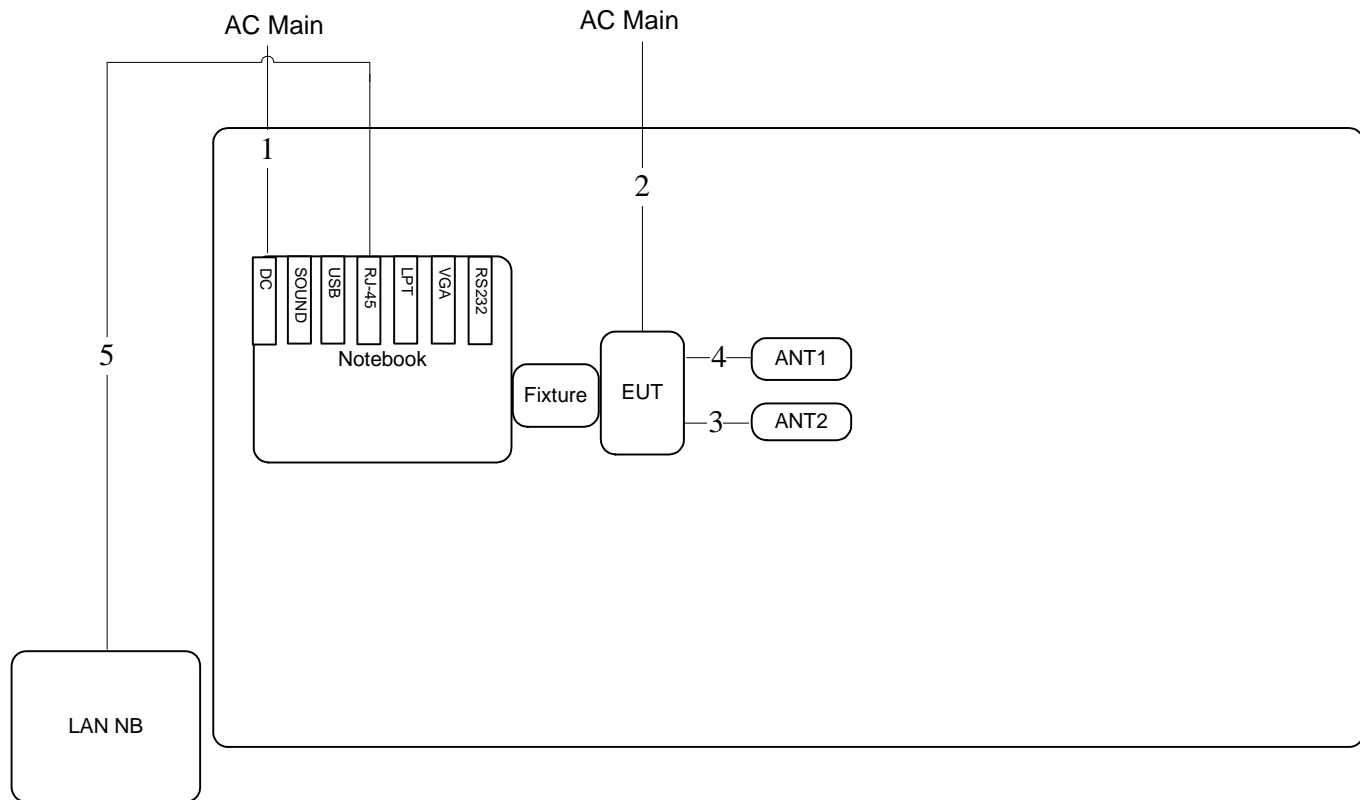 AC Main
AC Main
1
2
DC
SOUND
USB
RJ-45
LPT
VGA
RS232
Notebook
5
Fixture
EUT
4
ANT1
3
ANT2
LAN NB